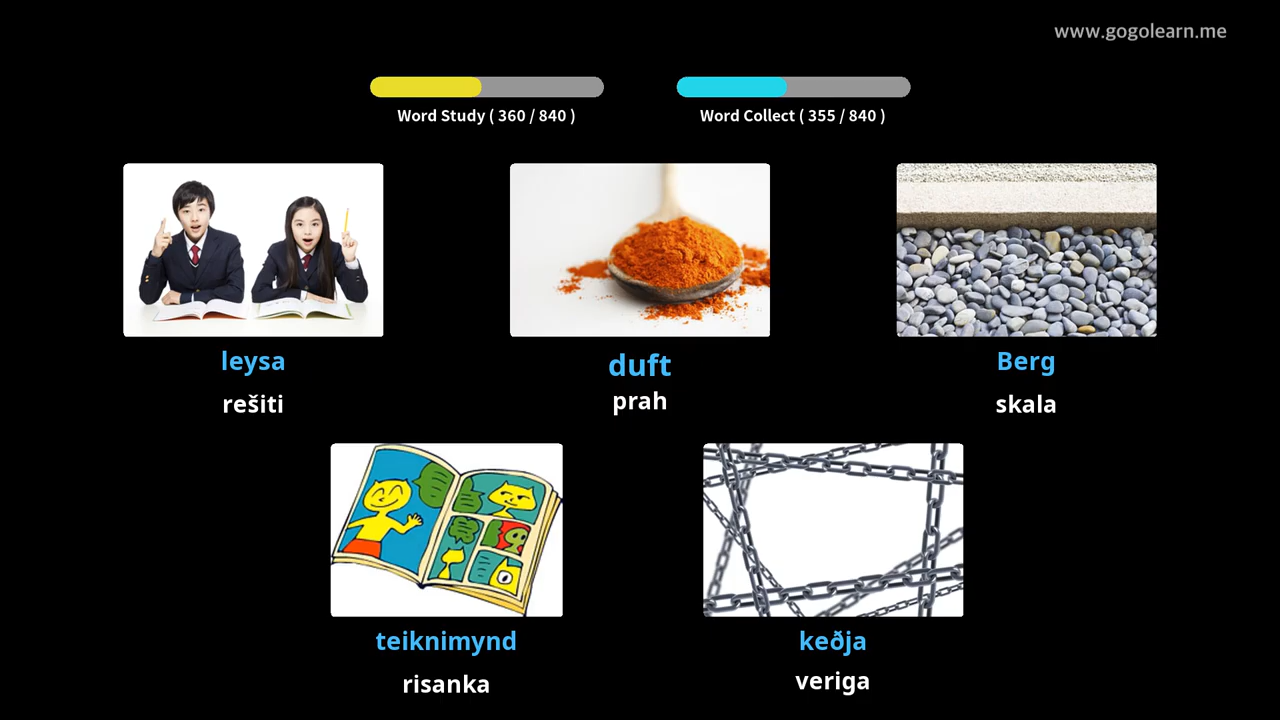 www.gogolearn.me
Word Study ( 360 / 840 )
Word Collect ( 355 / 840 )
leysa
rešiti
duft
prah
Berg
skala
teiknimynd
risanka
keðja
veriga